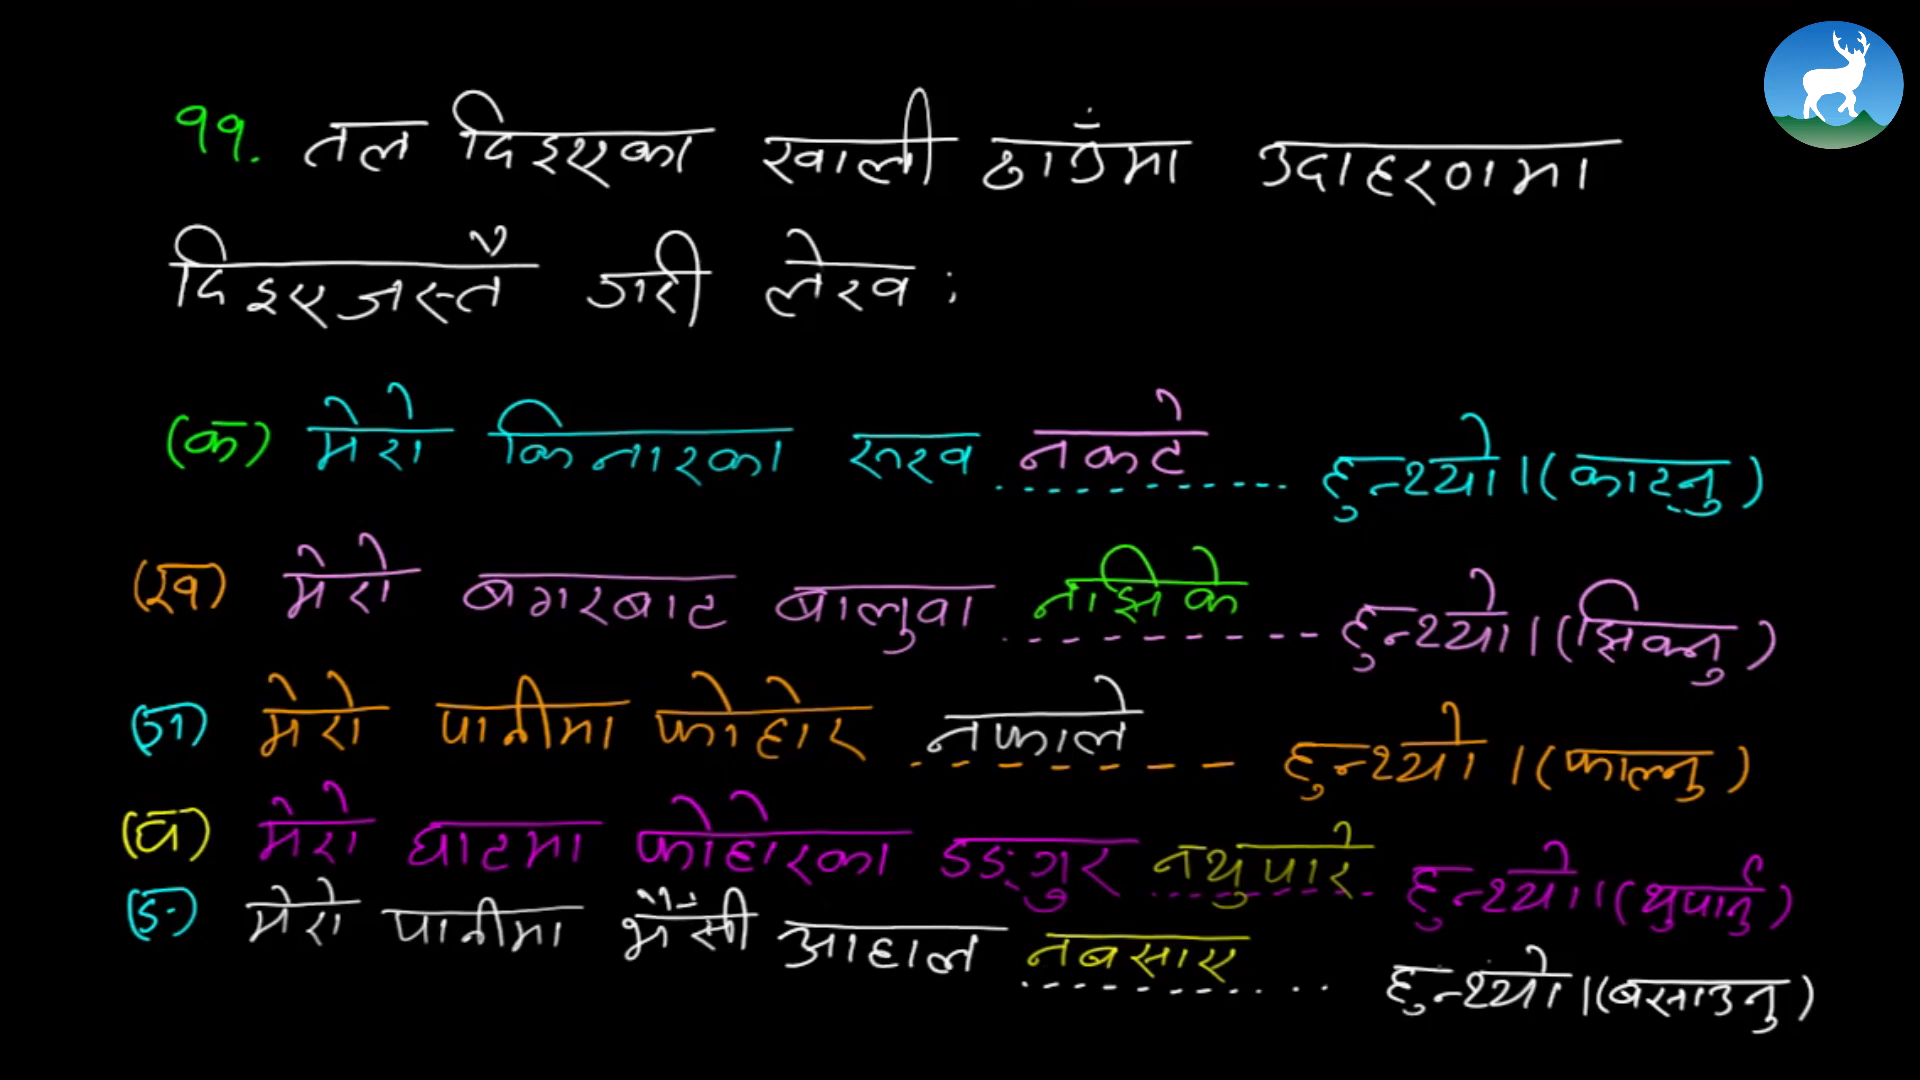 ११. तल दिइएका खाली ठाउँमा उदाहरणमा
दिइएजस्तै गरी लेख :
(क) मेरो किनारका रूख नकटे हुन्थ्यो।(काट्नु)
(ख) मेरो बगरबाट बालुवा नझिके हुन्थ्यो।(झिक्नु)
(ग) मेरो पानीमा फोहोर नफाले हुन्थ्यो।(फाल्नु)
(घ) मेरो घाटमा फोहोरका डङ्गुर नथुपारे हुन्थ्यो।(थुपार्नु)
(ङ) मेरो पानीमा भैँसी आहाल नबसाए हुन्थ्यो।(बसाउनु)